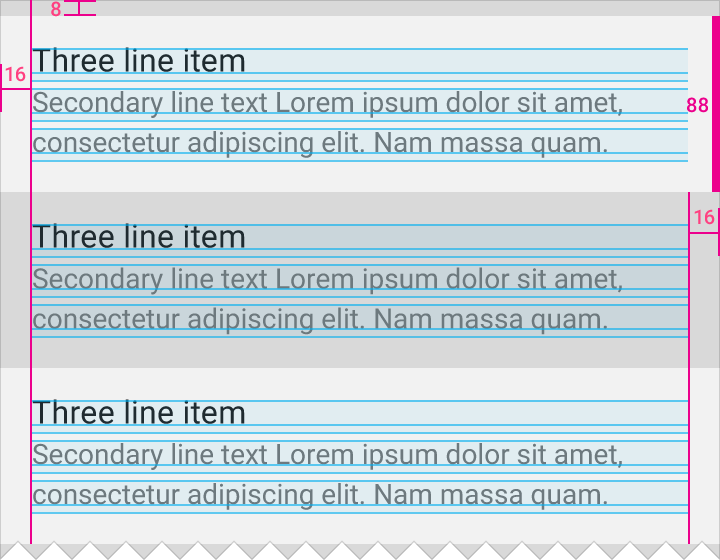 8
Three line item
16
Secondary line text Lorem ipsum dolor sit amet,
88
consectetur adipiscing elit. Nam massa quam.
16
Three line item
Secondary line text Lorem ipsum dolor sit amet,
consectetur adipiscing elit. Nam massa quam.
Three line item
Secondary line text Lorem ipsum dolor sit amet,
consectetur adipiscing elit. Nam massa quam.